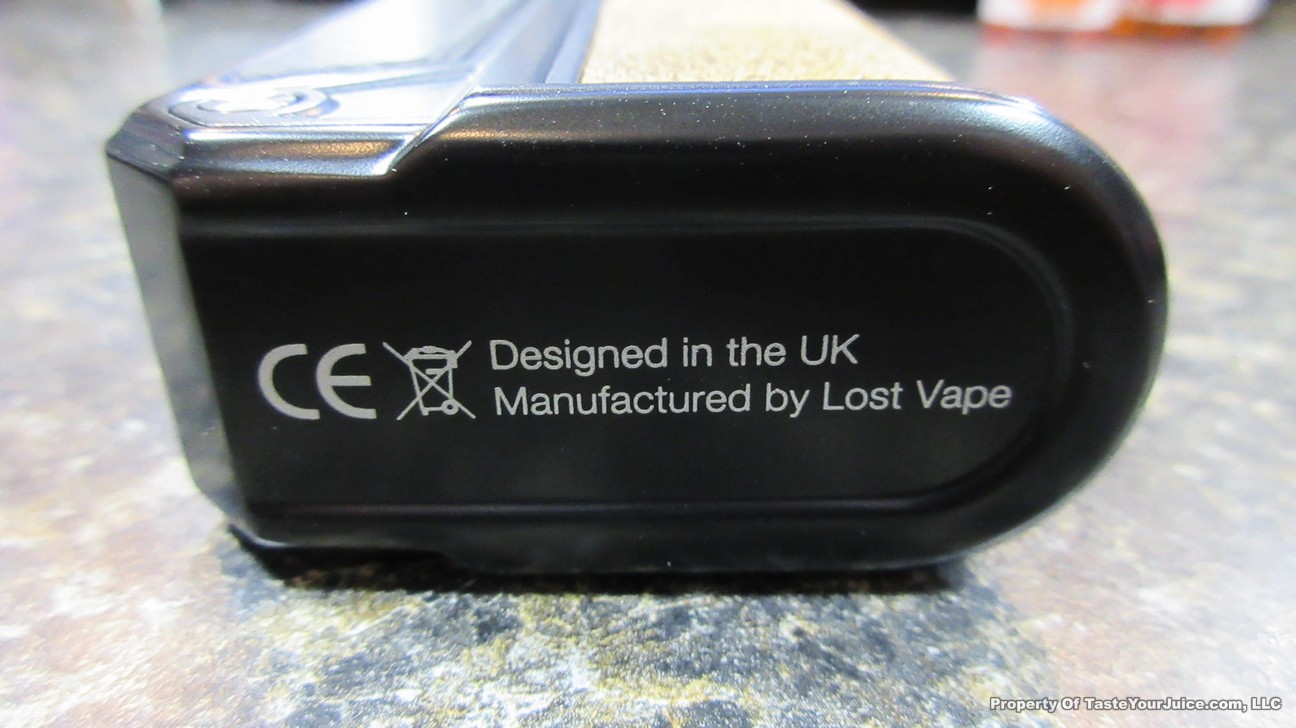 CE Designed in the UK
Manufactured by Lost Vape
Property Of TasteYourJuice.com, LLC